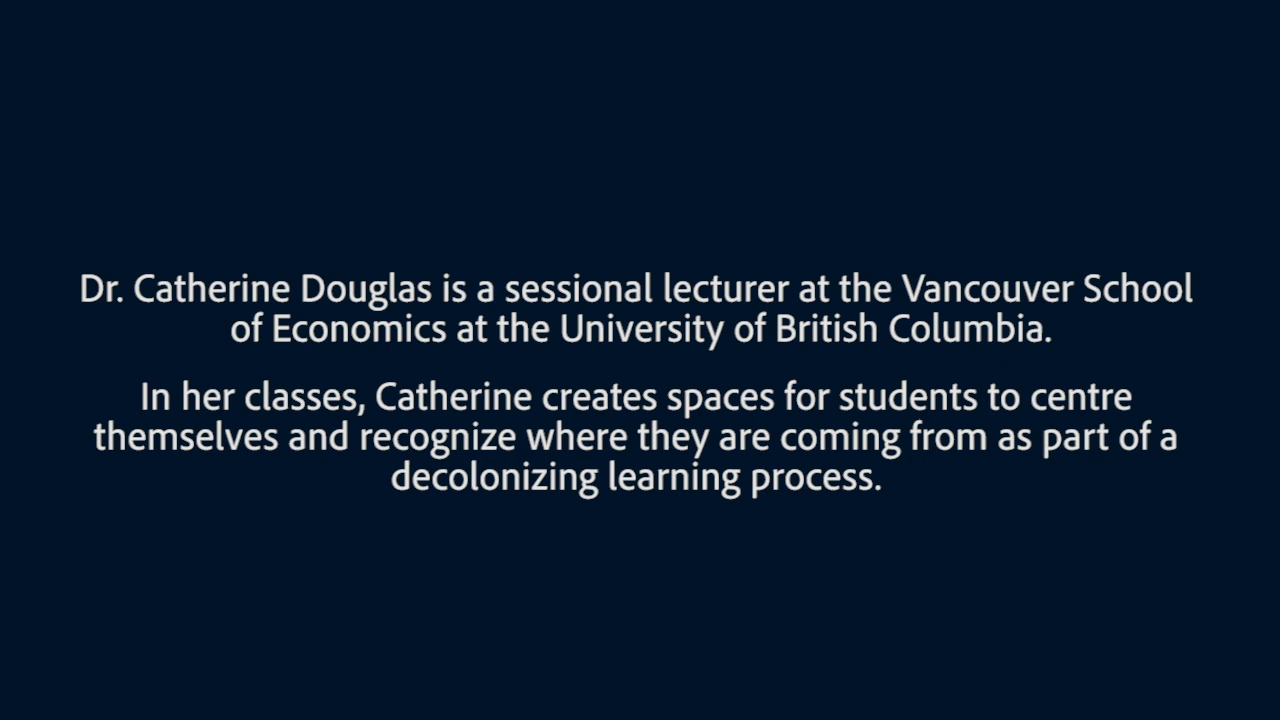 Dr. Catherine Douglas is a sessional lecturer at the Vancouver School
of Economics at the University of British Columbia.
In her classes, Catherine creates spaces for students to centre
themselves and recognize where they are coming from as part of a
decolonizing learning process.